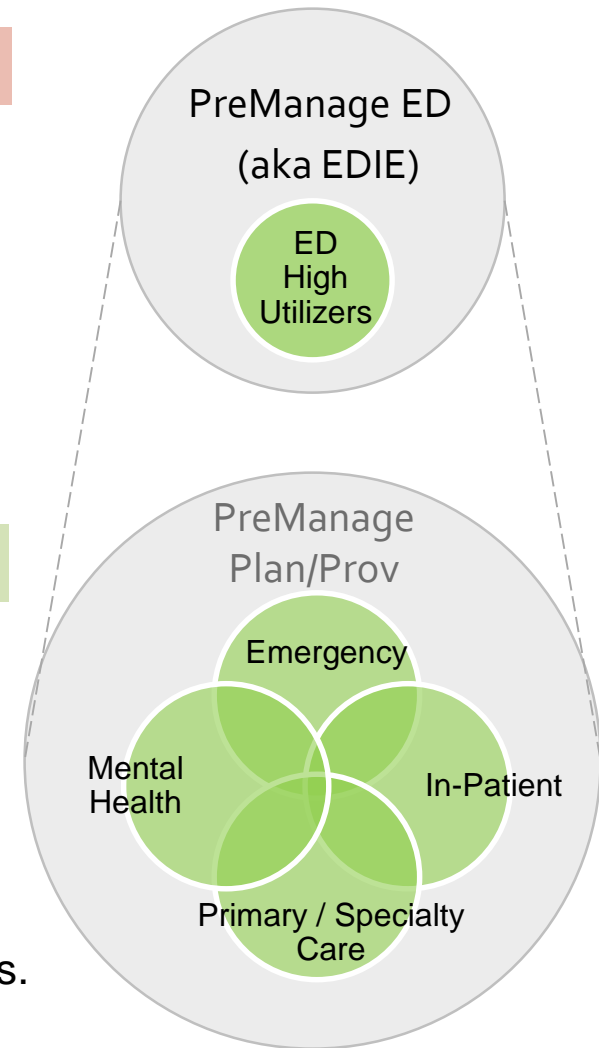 PreManage ED
(aka EDIE)
ED
High
Utilizers
PreManage
Plan/Prov
Emergency
Mental
Health
In-Patient
Primary / Specialty
Care
s.